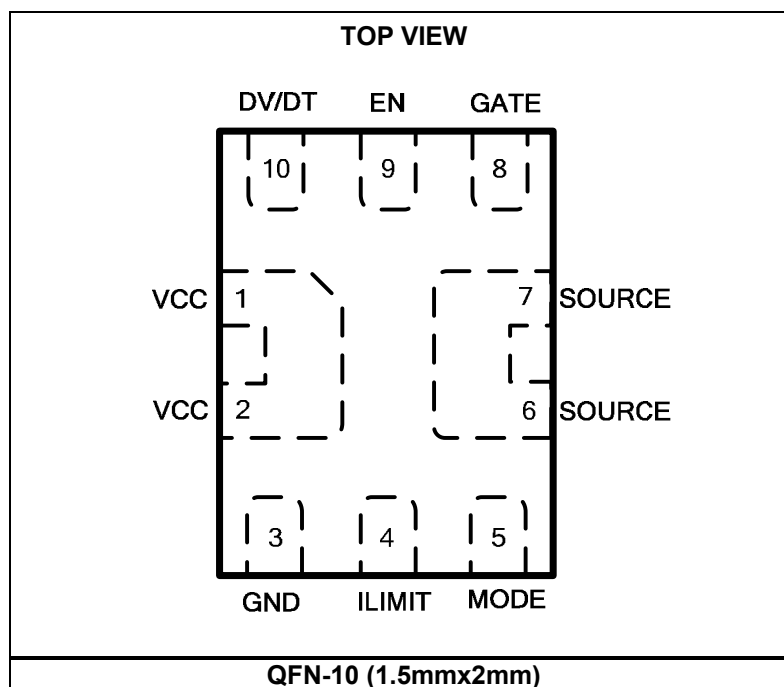 TOP VIEW
DV/DT EN GATE
10 9 8
VCC 1 7 SOURCE
VCC 2 6 SOURCE
3 4 5
GND ILIMIT MODE
QFN-10 (1.5mmx2mm)